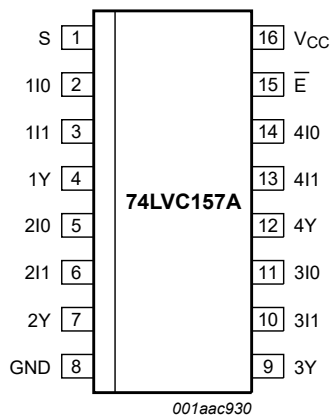 S 1 16 VCC
1I0 2 15 E̅
1I1 3 14 4I0
1Y 4 13 4I1
74LVC157A
2I0 5 12 4Y
2I1 6 11 3I0
2Y 7 10 3I1
GND 8 9 3Y
001aac930